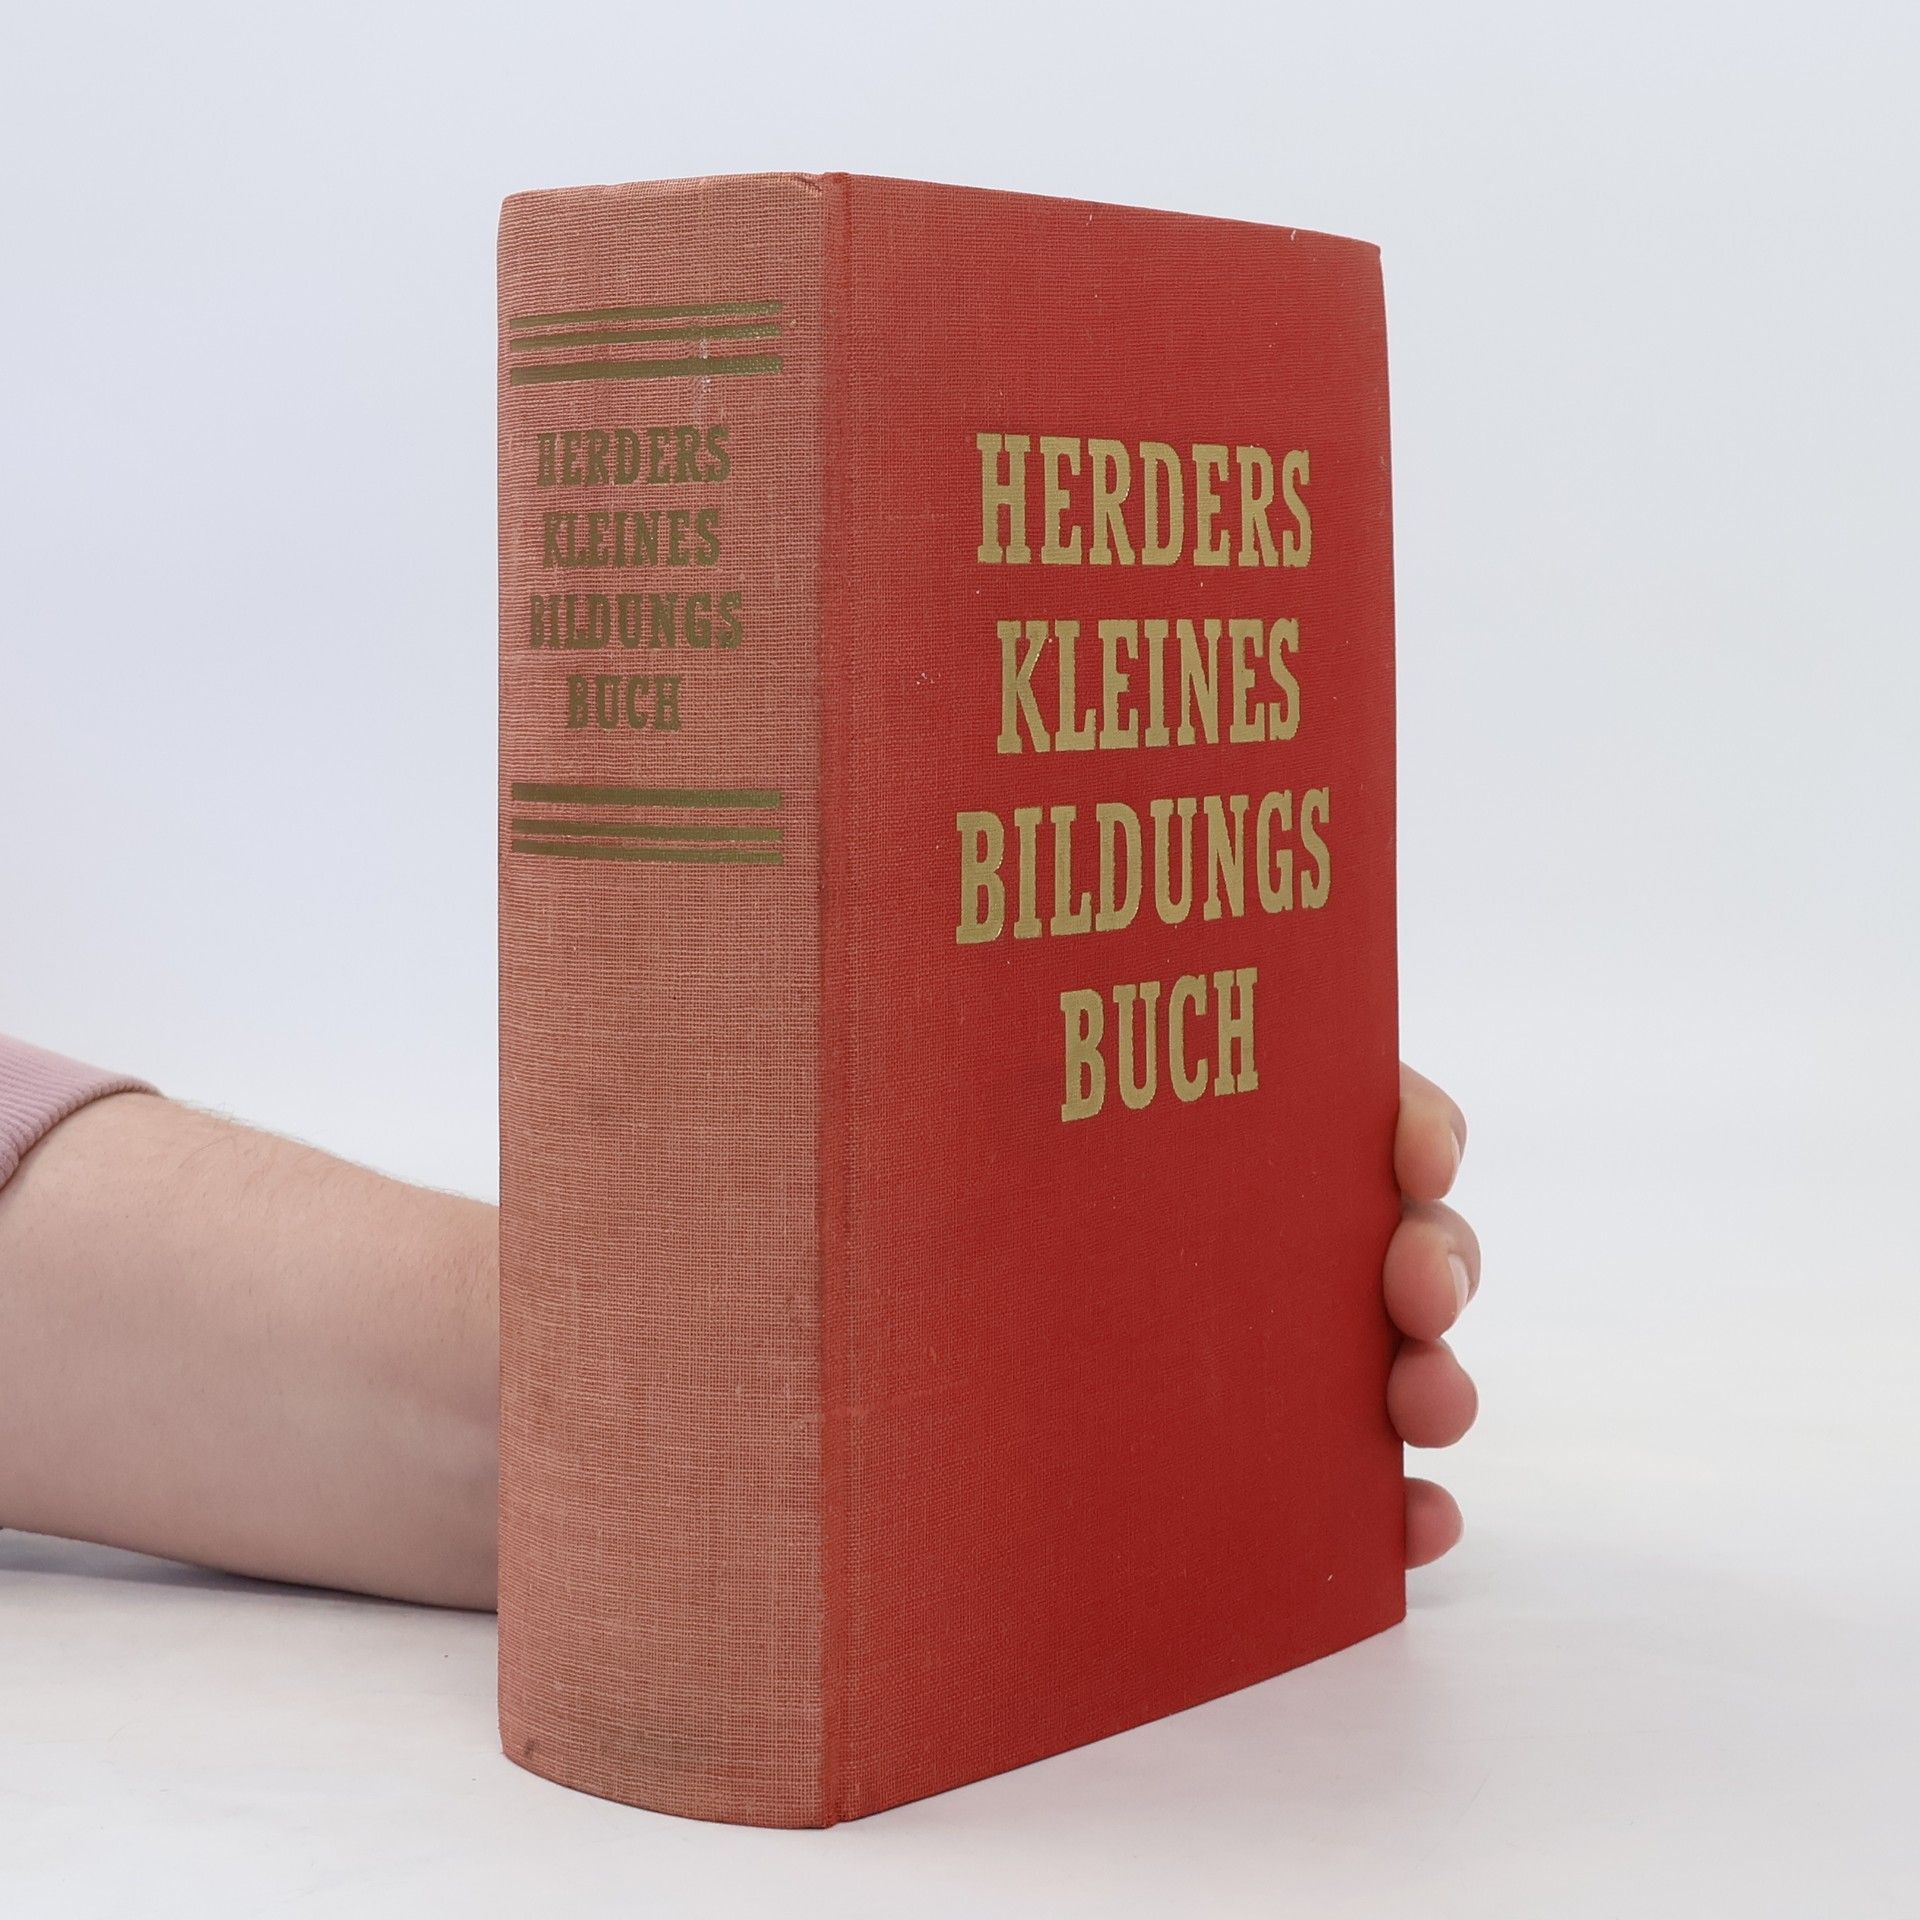 HERDERS
KLEINES
BILDUNGS
BUCH
HERDERS
KLEINES
BILDUNGS
BUCH